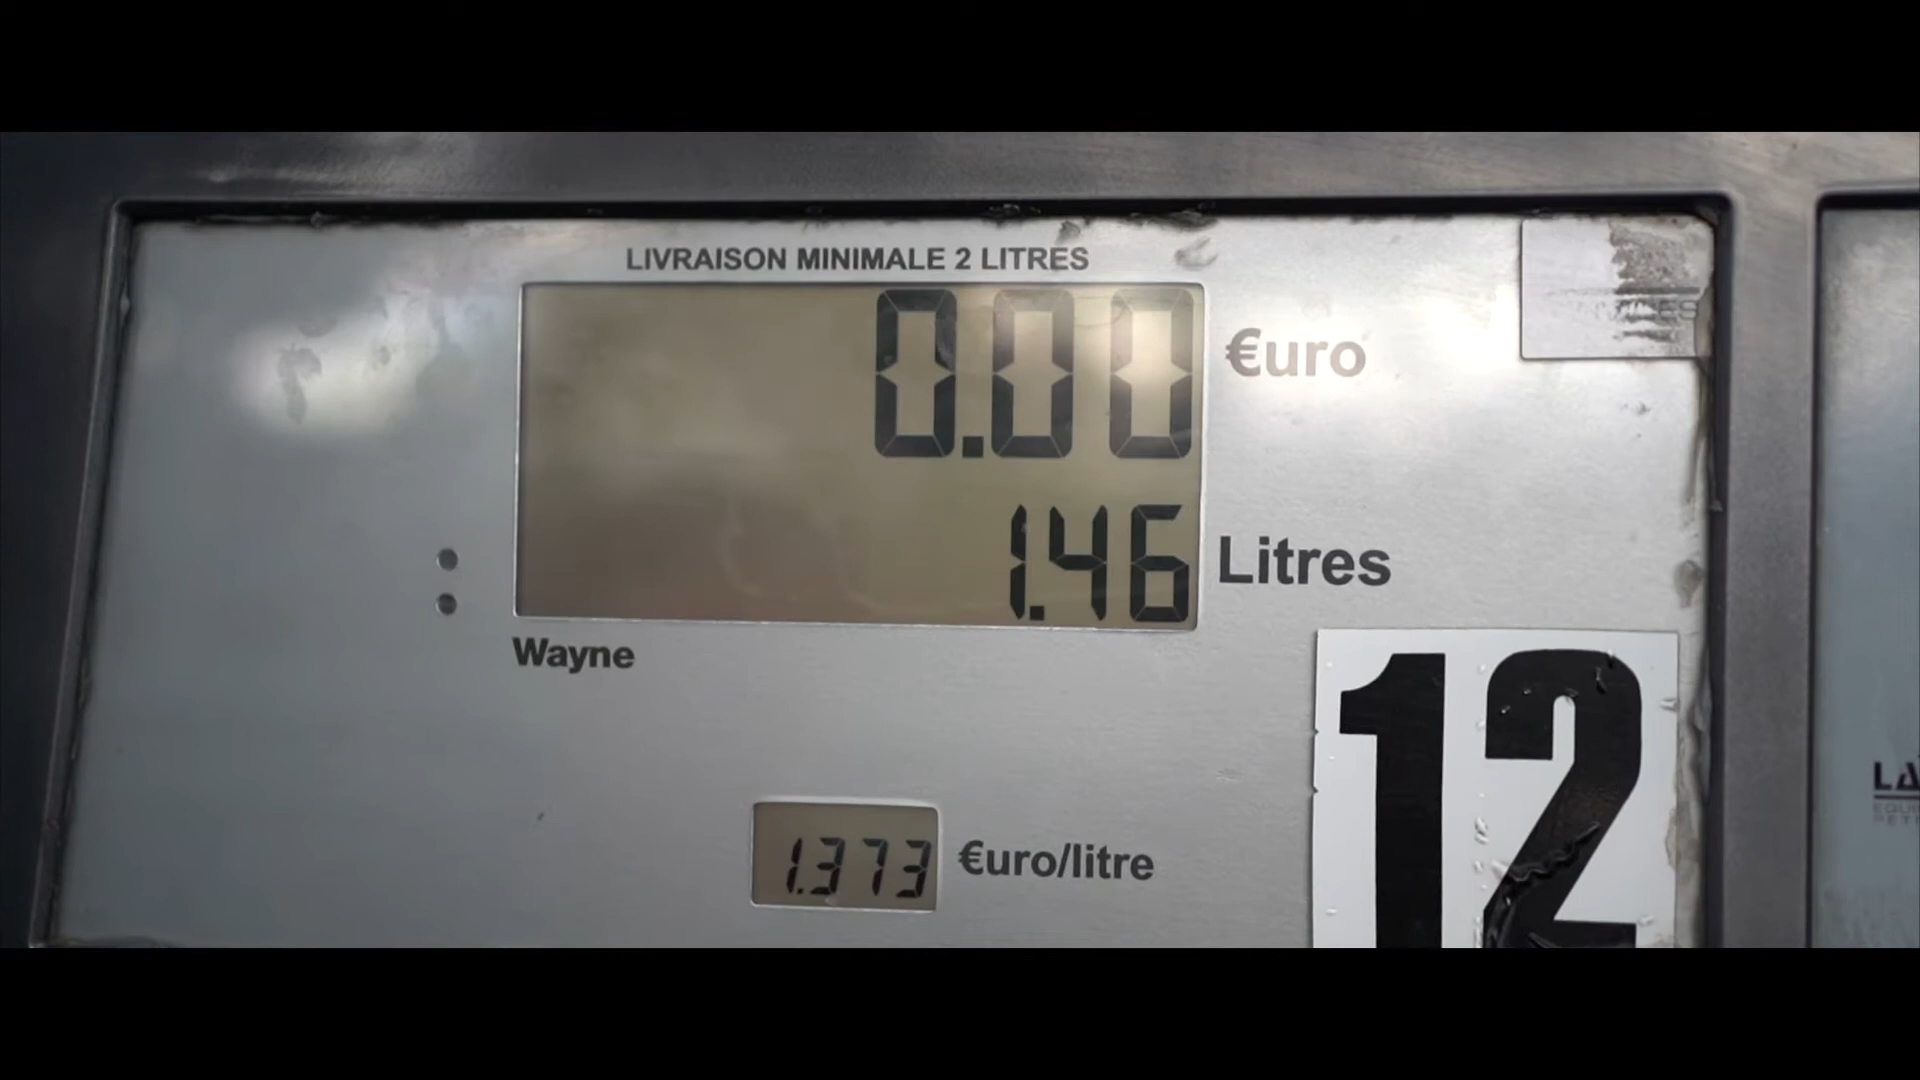 LIVRAISON MINIMALE 2 LITRES
0.00 €uro
1.46 Litres
Wayne
12
1.373 €uro/litre